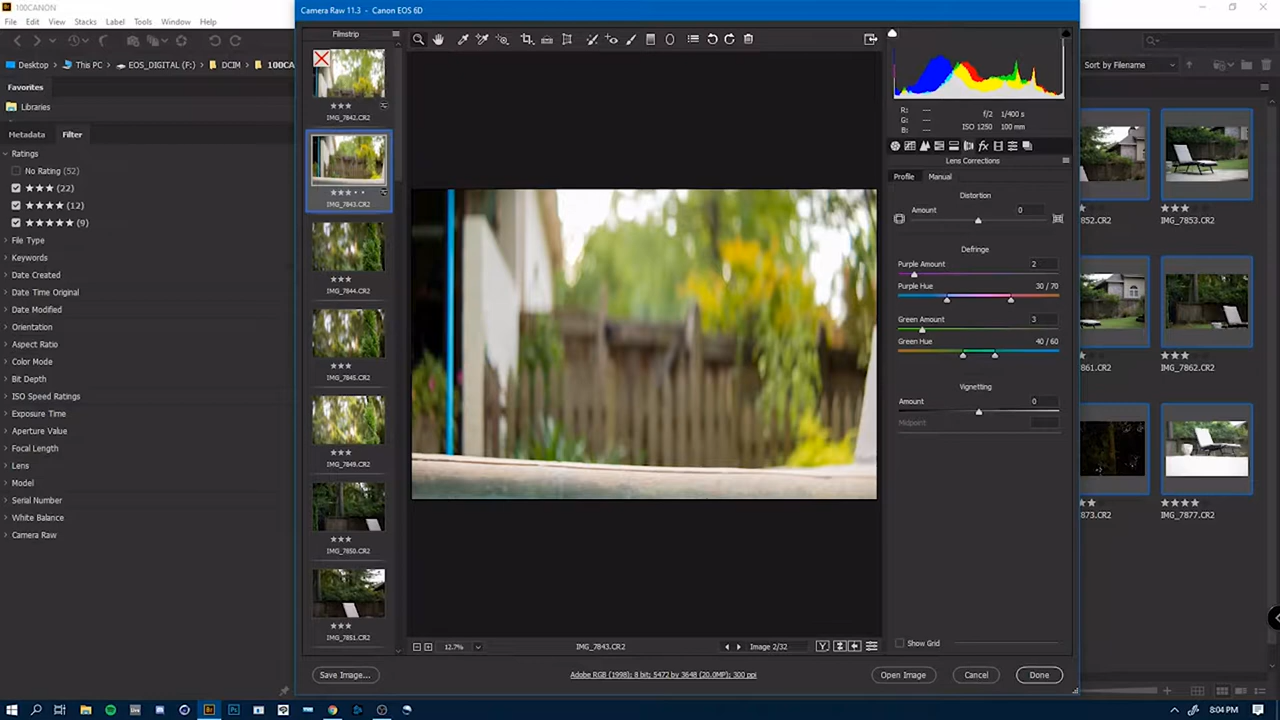 100CANON
File Edit View Stacks Label Tools Window Help
Desktop This PC EOS_DIGITAL (F:) DCIM 100CA
Favorites
Libraries
Metadata Filter
Ratings
No Rating (52)
★★★ (22)
★★★★ (12)
★★★★★ (9)
File Type
Keywords
Date Created
Date Time Original
Date Modified
Orientation
Aspect Ratio
Color Mode
Bit Depth
ISO Speed Ratings
Exposure Time
Aperture Value
Focal Length
Lens
Model
Serial Number
White Balance
Camera Raw
Camera Raw 11.3 - Canon EOS 6D
Filmstrip
IMG_7842.CR2
IMG_7843.CR2
IMG_7844.CR2
IMG_7845.CR2
IMG_7849.CR2
IMG_7850.CR2
IMG_7851.CR2
12.7%
IMG_7843.CR2
Image 2/32
Save Image...
Adobe RGB (1998); 8 bit; 5472 by 3648 (20.0MP); 300 ppi
Open Image
Cancel
Done
R: ---
G: ---
B: ---
f/2 1/400 s
ISO 1250 100 mm
Lens Corrections
Profile Manual
Distortion
Amount 0
Defringe
Purple Amount 2
Purple Hue 30 / 70
Green Amount 3
Green Hue 40 / 60
Vignetting
Amount 0
Midpoint
Show Grid
Sort by Filename
852.CR2
IMG_7853.CR2
861.CR2
IMG_7862.CR2
873.CR2
IMG_7877.CR2
8:04 PM